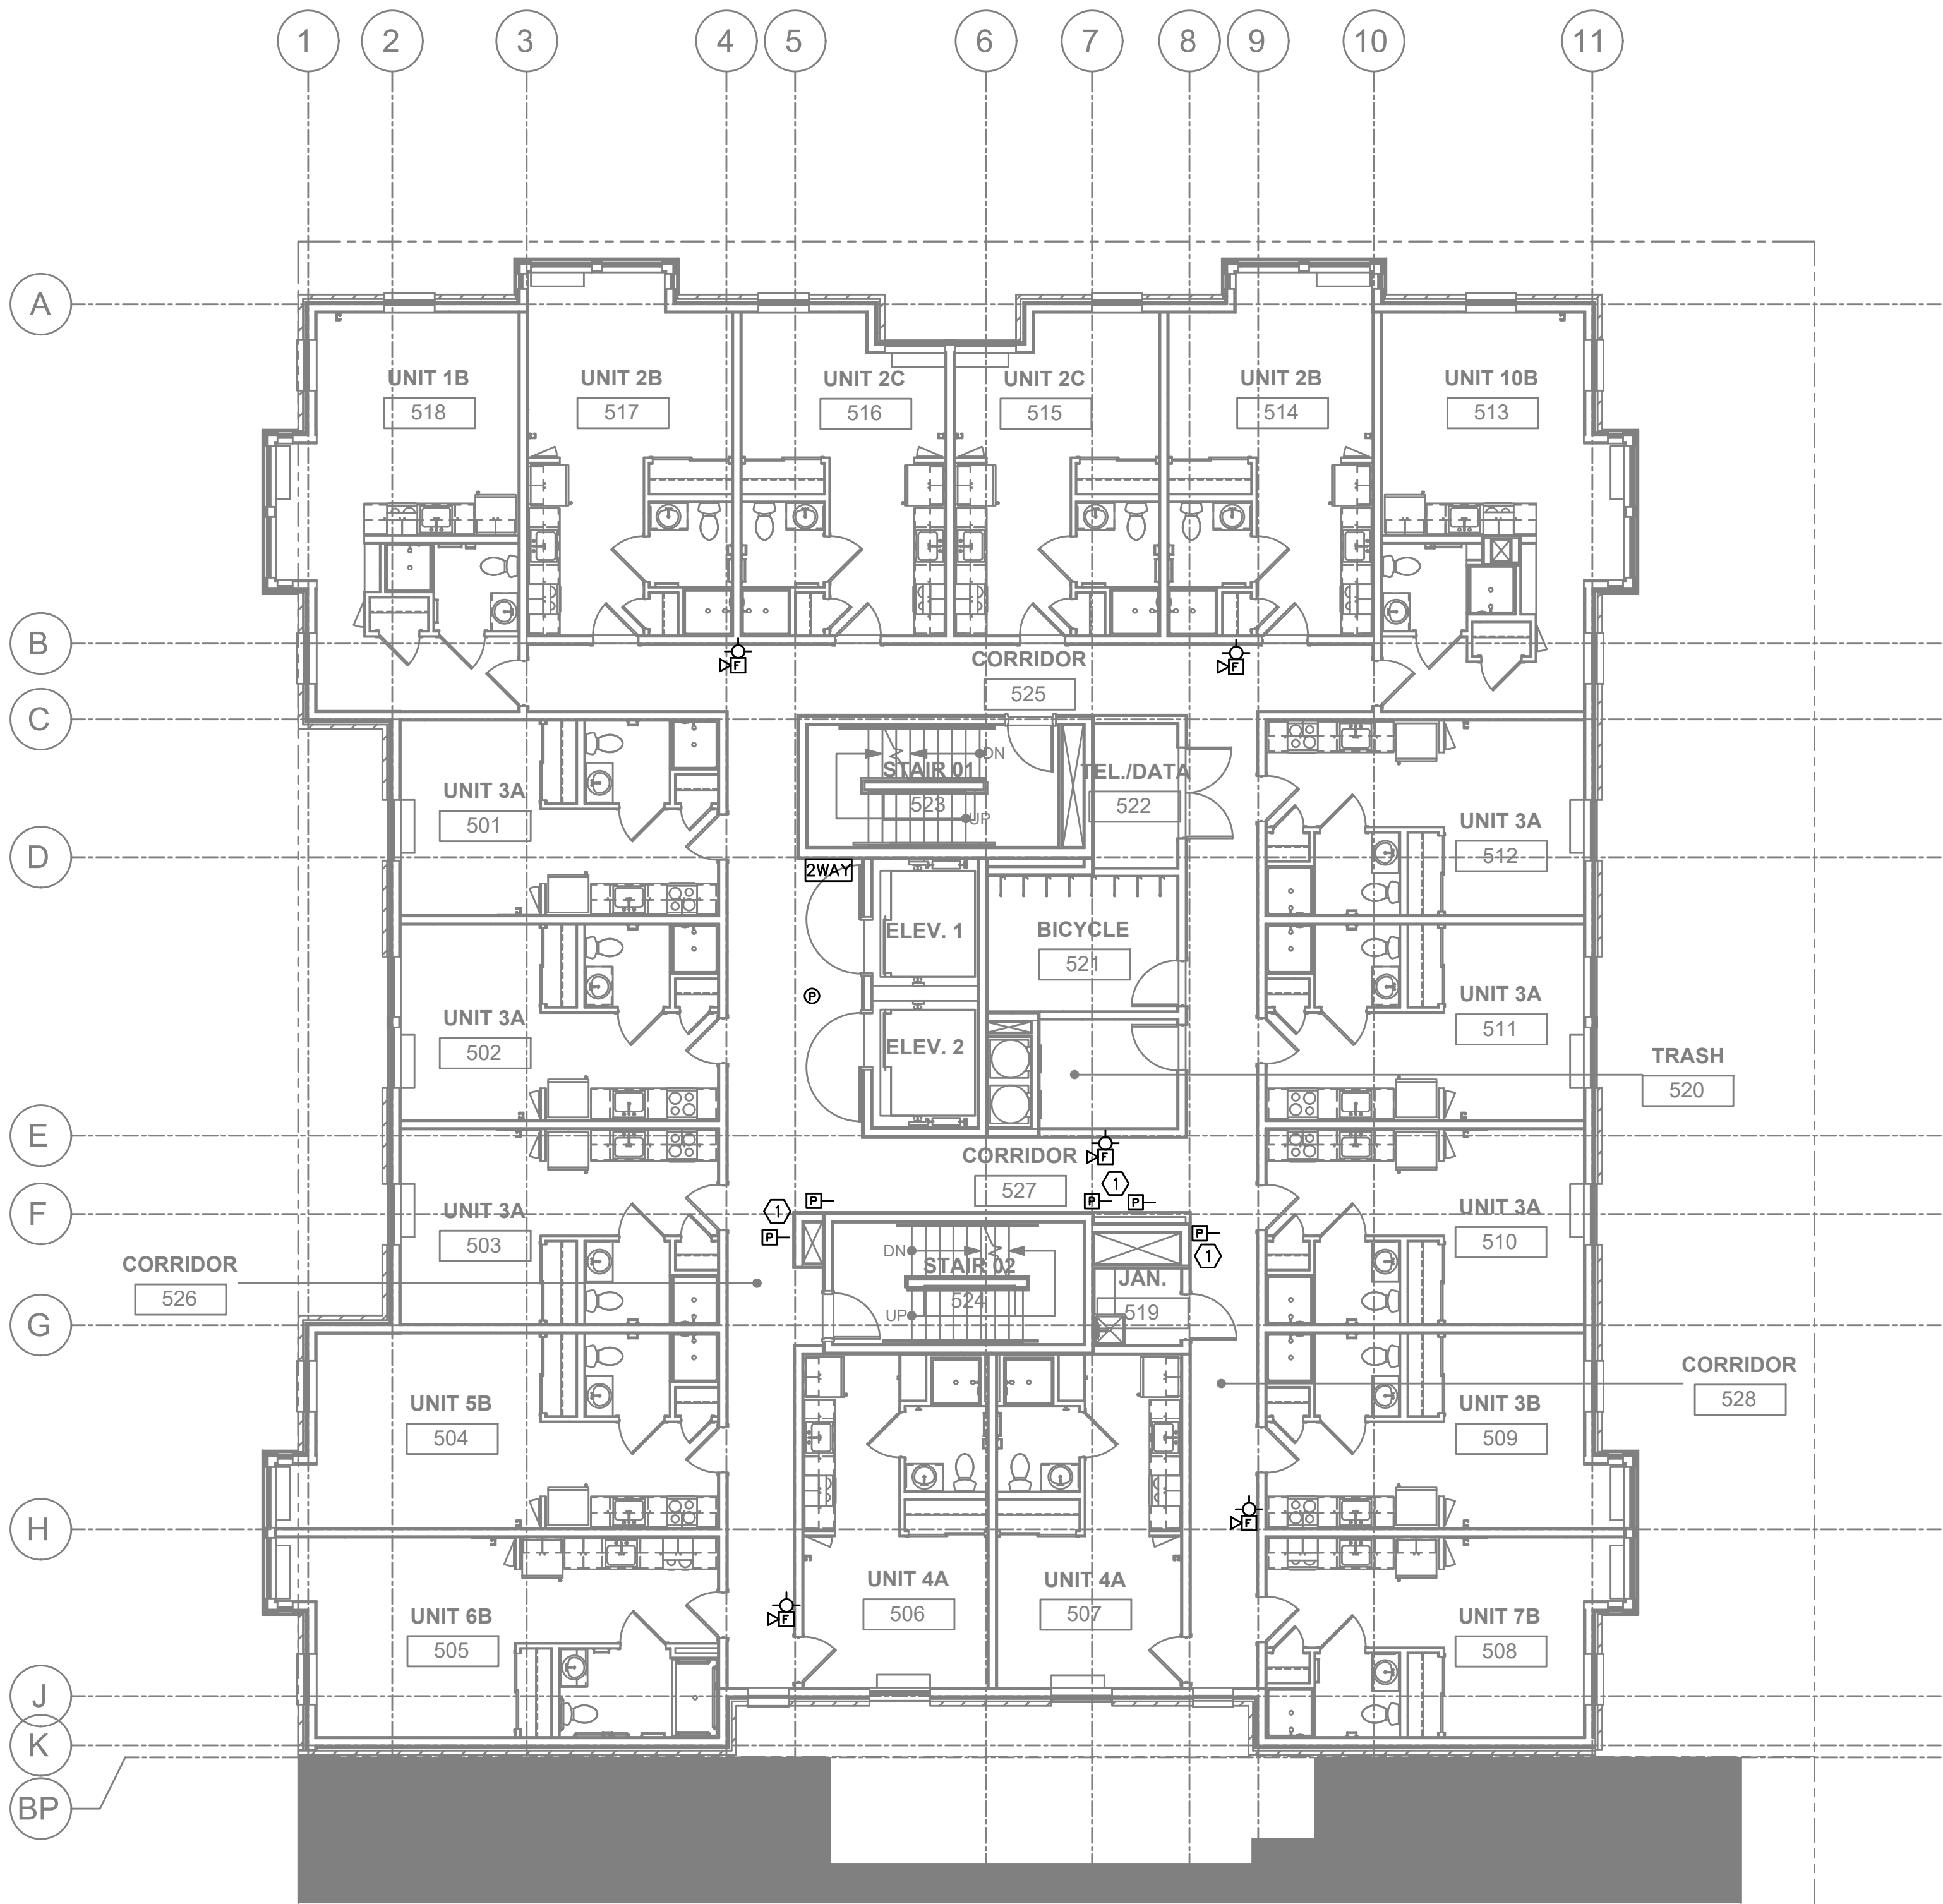 1 2 3 4 5 6 7 8 9 10 11
A
UNIT 1B
518
UNIT 2B
517
UNIT 2C
516
UNIT 2C
515
UNIT 2B
514
UNIT 10B
513
B
F
F
CORRIDOR
525
C
UNIT 3A
501
STAIR 01
523
DN
UP
TEL./DATA
522
UNIT 3A
512
D
2WAY
ELEV. 1
BICYCLE
521
UNIT 3A
502
P
ELEV. 2
UNIT 3A
511
TRASH
520
E
CORRIDOR
527
F
1
P
P
P
F
UNIT 3A
503
1
P
P
1
UNIT 3A
510
CORRIDOR
526
DN
STAIR 02
524
UP
JAN.
519
G
CORRIDOR
528
UNIT 5B
504
UNIT 3B
509
H
F
UNIT 6B
505
F
UNIT 4A
506
UNIT 4A
507
UNIT 7B
508
J
K
BP